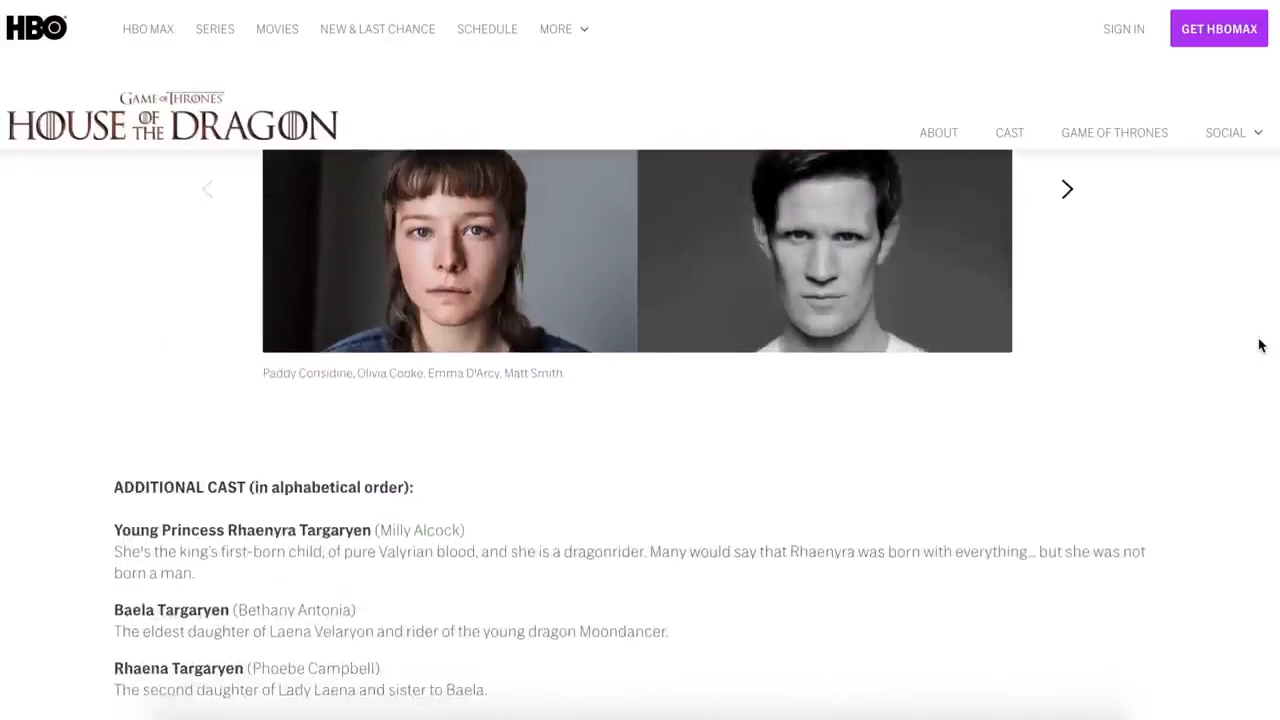 HBO
HBO MAX SERIES MOVIES NEW & LAST CHANCE SCHEDULE MORE
SIGN IN GET HBOMAX
GAME OF THRONES
HOUSE OF THE DRAGON
ABOUT CAST GAME OF THRONES SOCIAL
Paddy Considine, Olivia Cooke, Emma D'Arcy, Matt Smith.
ADDITIONAL CAST (in alphabetical order):
Young Princess Rhaenyra Targaryen (Milly Alcock)
She's the king's first-born child, of pure Valyrian blood, and she is a dragonrider. Many would say that Rhaenyra was born with everything... but she was not
born a man.
Baela Targaryen (Bethany Antonia)
The eldest daughter of Laena Velaryon and rider of the young dragon Moondancer.
Rhaena Targaryen (Phoebe Campbell)
The second daughter of Lady Laena and sister to Baela.